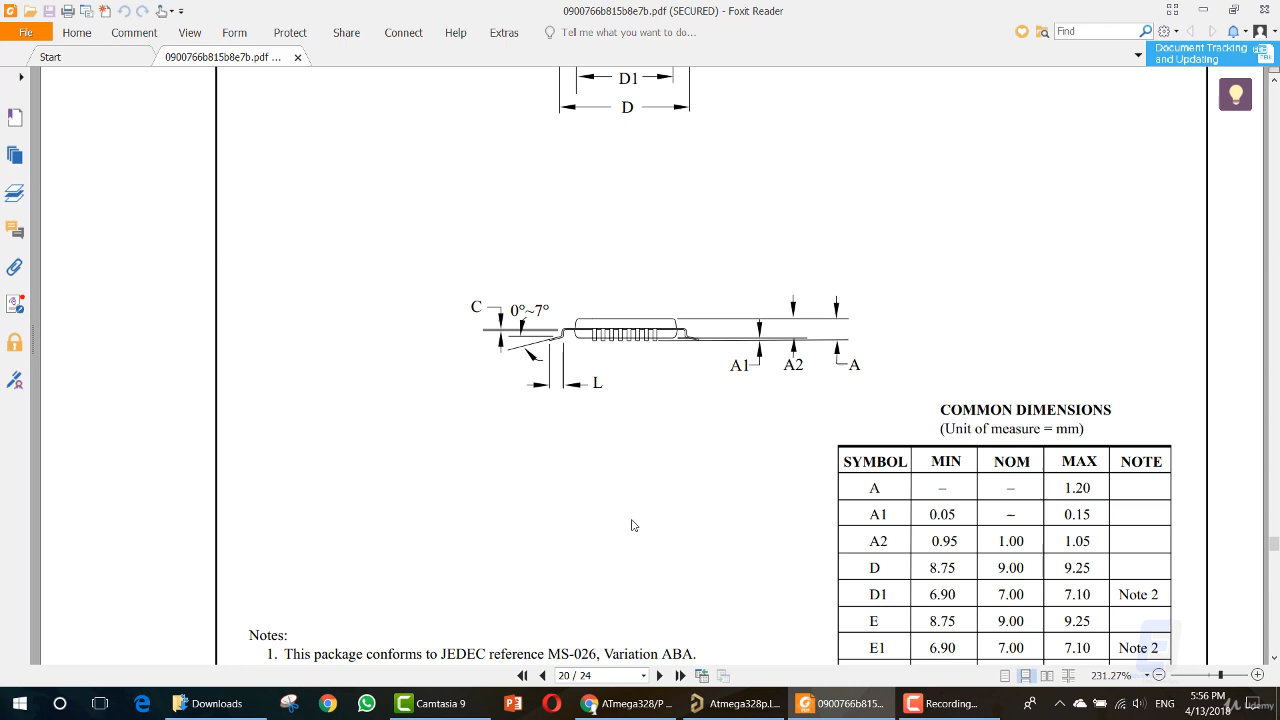 0900766b815b8e7b.pdf (SECURED) - Foxit Reader
File Home Comment View Form Protect Share Connect Help Extras Tell me what you want to do... Find
Start 0900766b815b8e7b.pdf ...
Document Tracking
and Updating
D1
D
C 0°~7°
A1 A2 A
L
COMMON DIMENSIONS
(Unit of measure = mm)
SYMBOL MIN NOM MAX NOTE
A – – 1.20
A1 0.05 – 0.15
A2 0.95 1.00 1.05
D 8.75 9.00 9.25
D1 6.90 7.00 7.10 Note 2
E 8.75 9.00 9.25
E1 6.90 7.00 7.10 Note 2
Notes:
1. This package conforms to JEDEC reference MS-026, Variation ABA.
20 / 24 231.27%
Downloads Camtasia 9 ATmega328/P ... Atmega328p.l... 0900766b815... Recording... ENG 5:56 PM
4/13/2018
Udemy